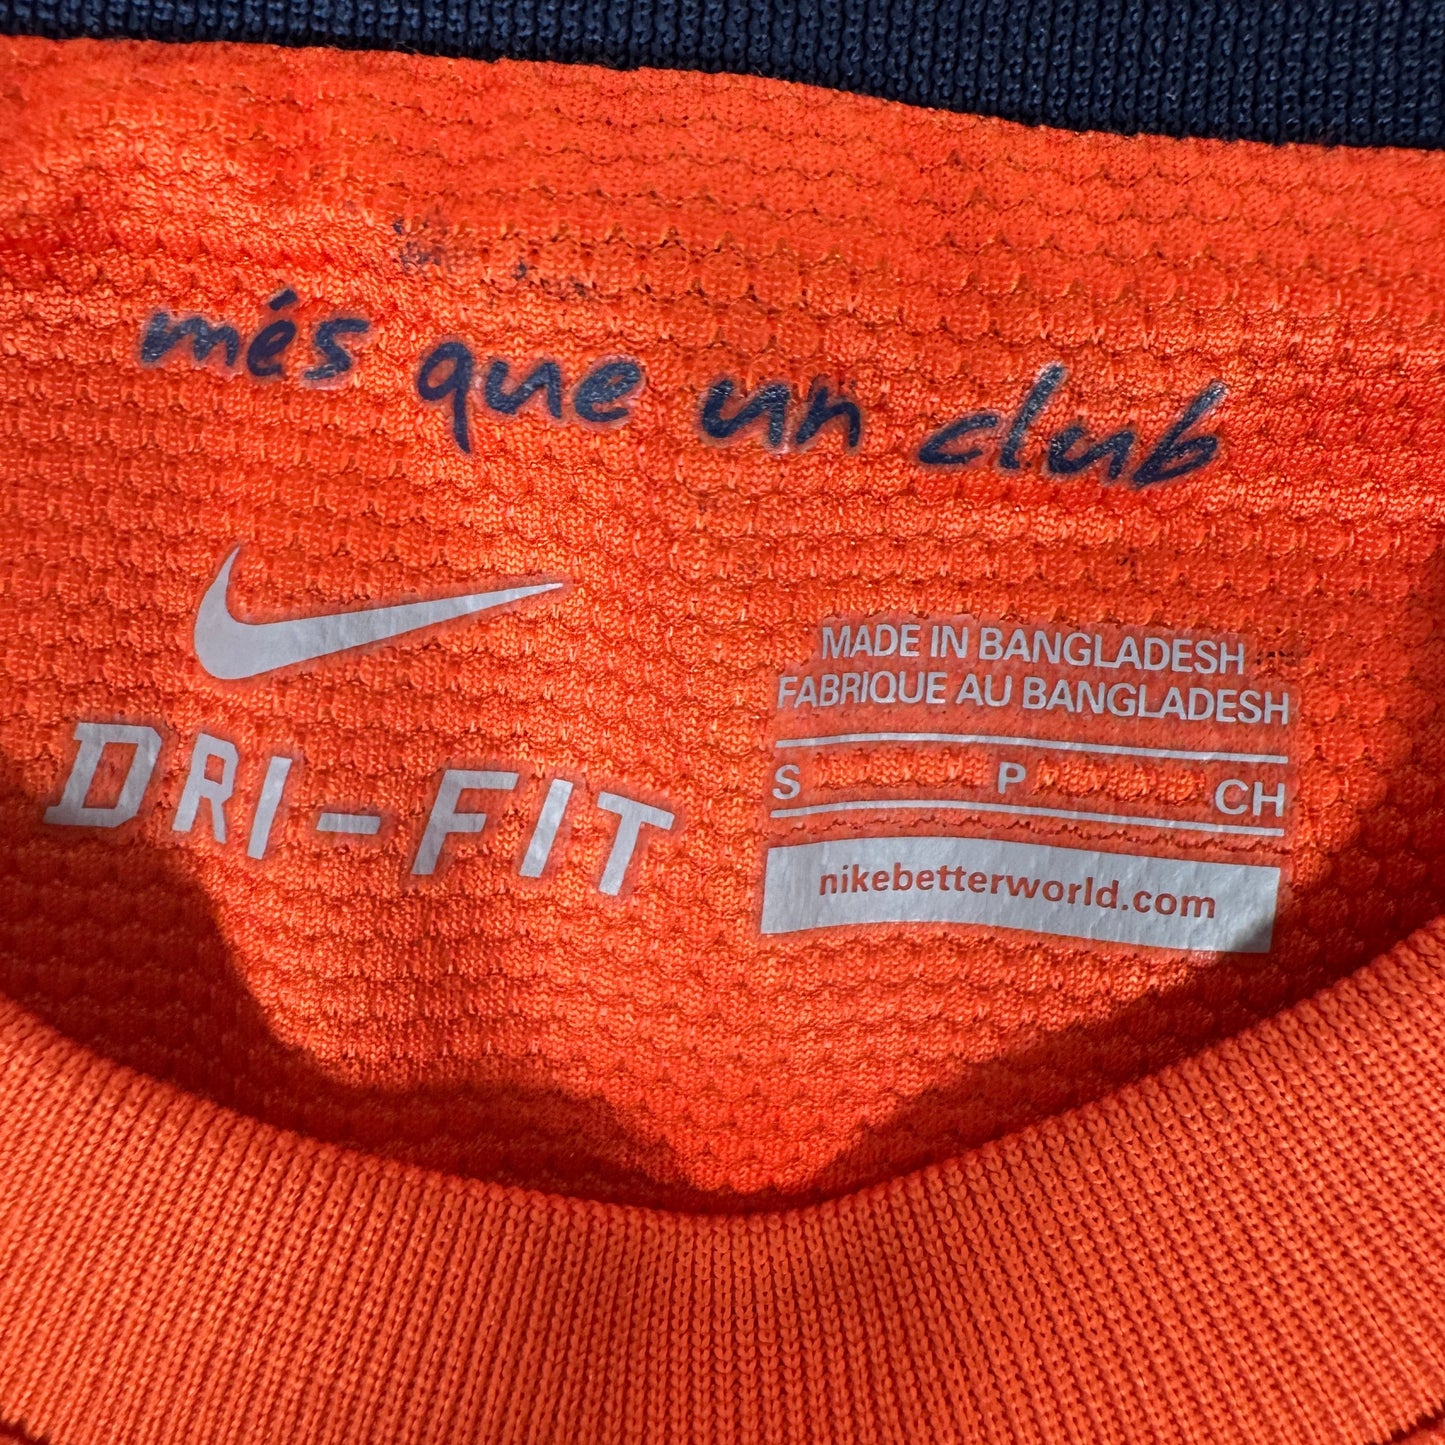 més que un club
DRI-FIT
MADE IN BANGLADESH
FABRIQUE AU BANGLADESH
S P CH
nikebetterworld.com